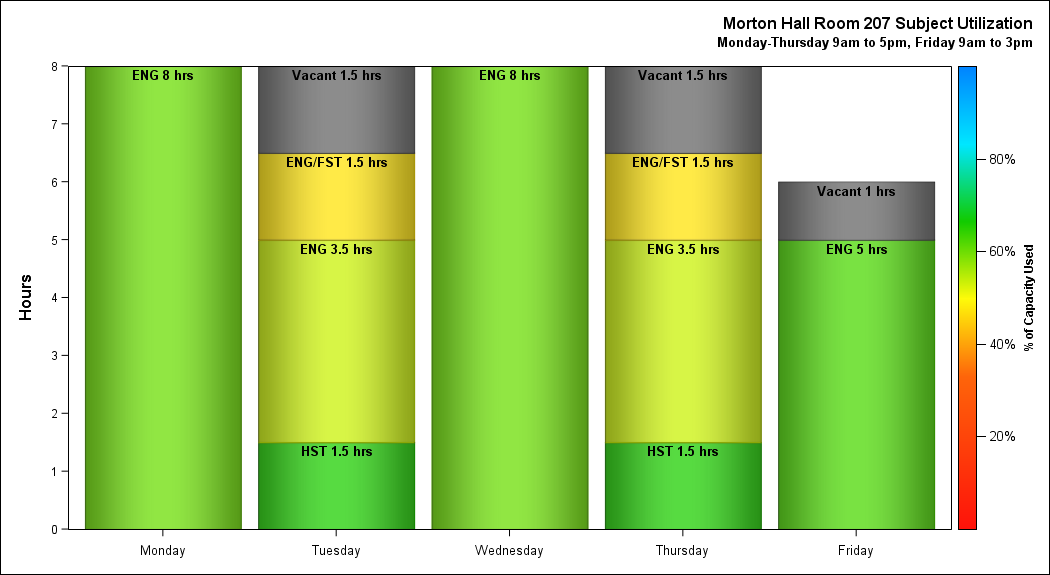 Morton Hall Room 207 Subject Utilization
Monday-Thursday 9am to 5pm, Friday 9am to 3pm
Hours
8
7
6
5
4
3
2
1
0
ENG 8 hrs
Vacant 1.5 hrs
ENG/FST 1.5 hrs
ENG 3.5 hrs
HST 1.5 hrs
ENG 8 hrs
Vacant 1.5 hrs
ENG/FST 1.5 hrs
ENG 3.5 hrs
HST 1.5 hrs
Vacant 1 hrs
ENG 5 hrs
Monday
Tuesday
Wednesday
Thursday
Friday
80%
60%
40%
20%
% of Capacity Used